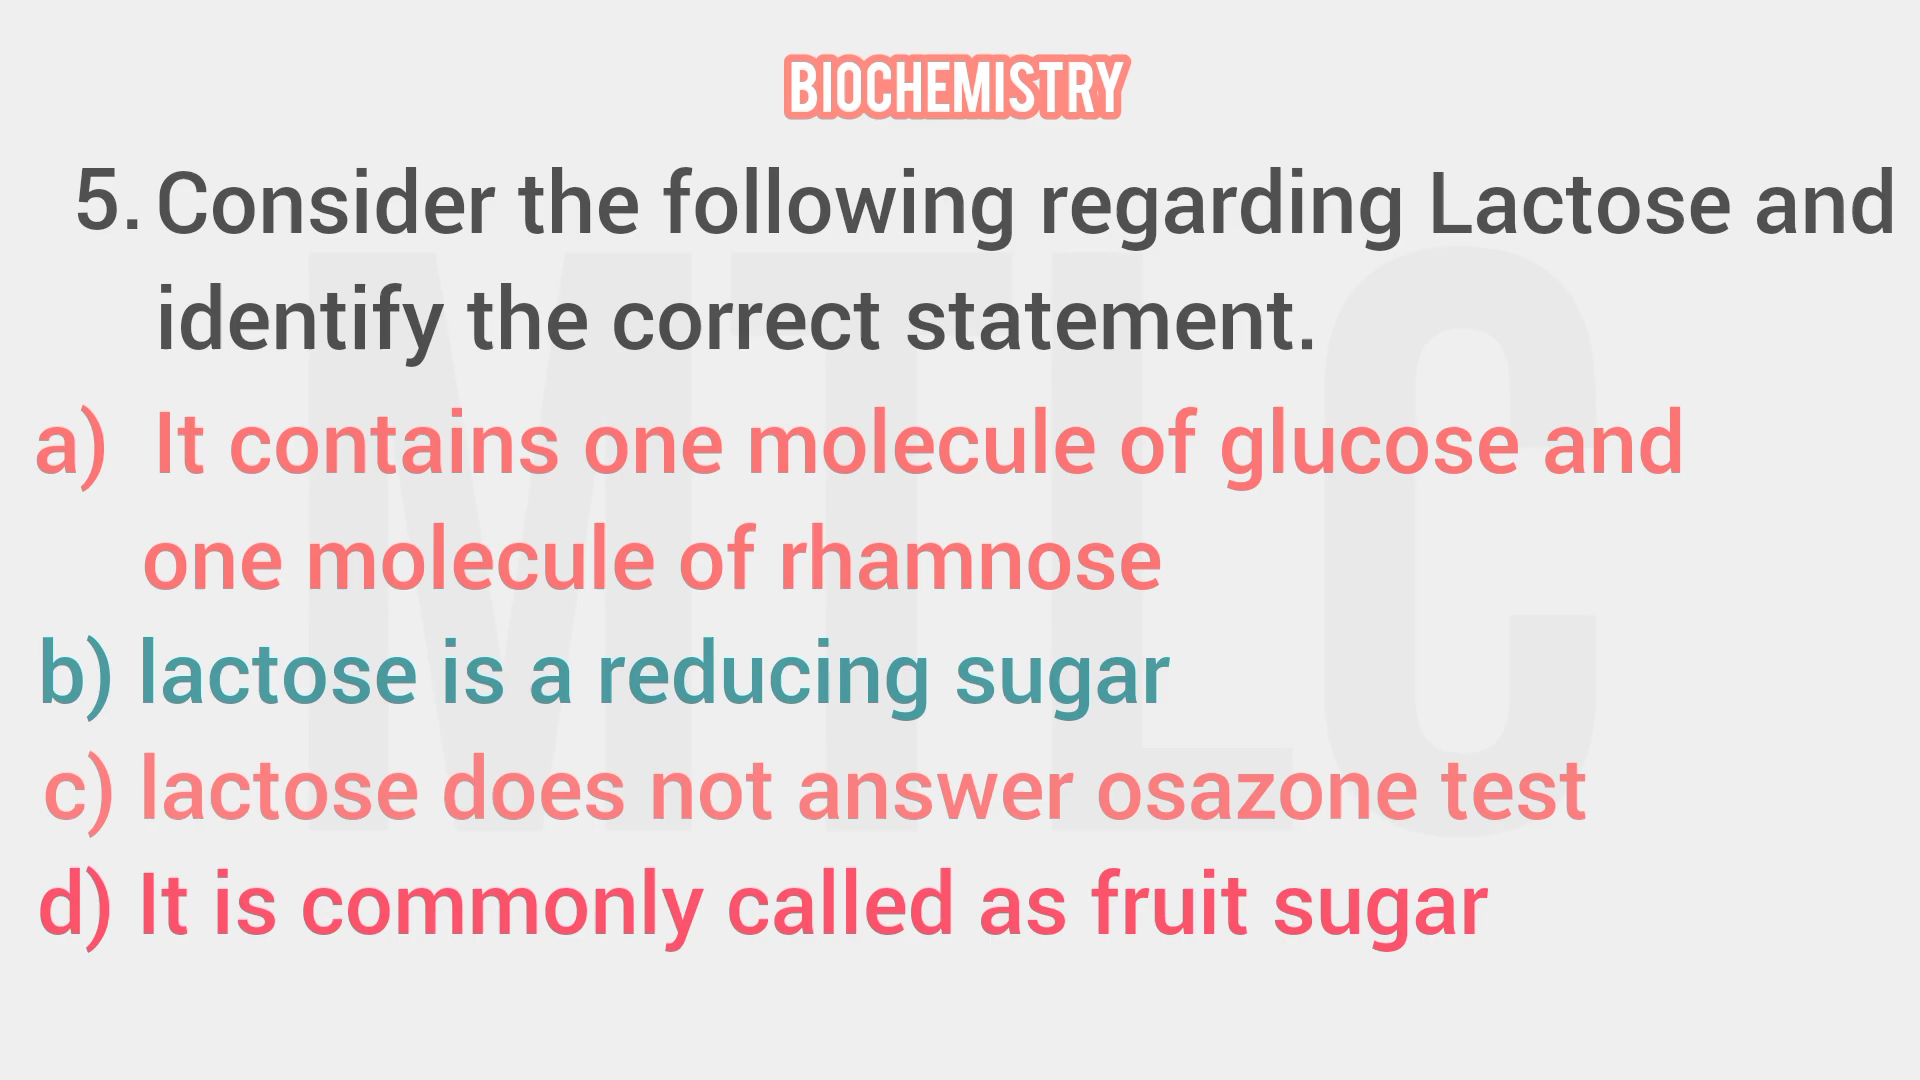 BIOCHEMISTRY
5. Consider the following regarding Lactose and
identify the correct statement.
a) It contains one molecule of glucose and
one molecule of rhamnose
b) lactose is a reducing sugar
c) lactose does not answer osazone test
d) It is commonly called as fruit sugar
MTLC